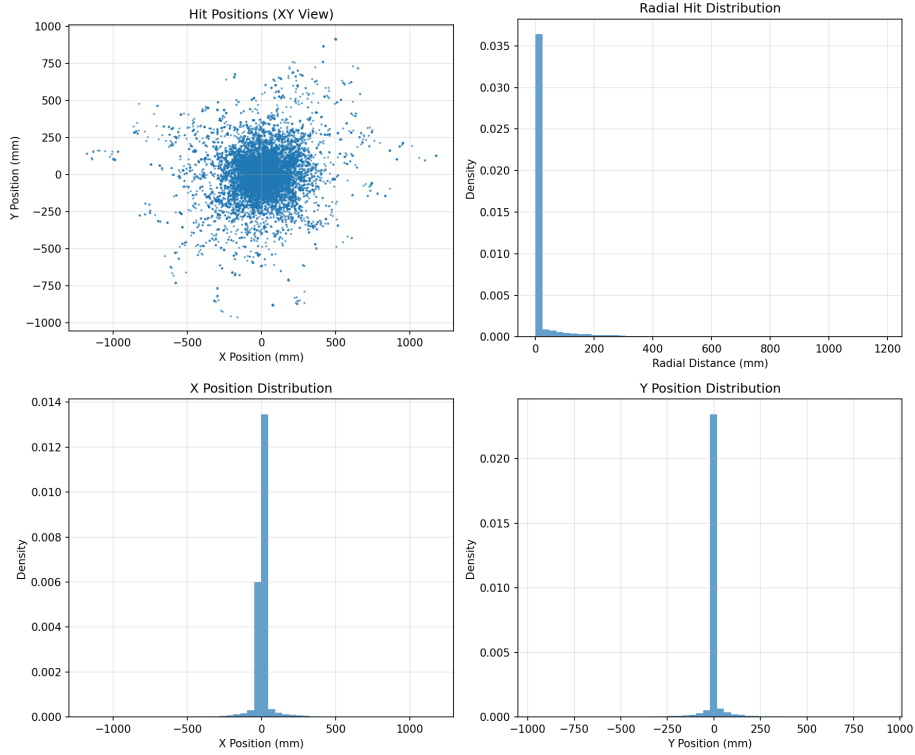 Hit Positions (XY View)
1000
750
500
250
0
−250
−500
−750
−1000
Y Position (mm)
−1000 −500 0 500 1000
X Position (mm)
Radial Hit Distribution
0.035
0.030
0.025
0.020
0.015
0.010
0.005
0.000
Density
0 200 400 600 800 1000 1200
Radial Distance (mm)
X Position Distribution
0.014
0.012
0.010
0.008
0.006
0.004
0.002
0.000
Density
−1000 −500 0 500 1000
X Position (mm)
Y Position Distribution
0.020
0.015
0.010
0.005
0.000
Density
−1000 −750 −500 −250 0 250 500 750 1000
Y Position (mm)